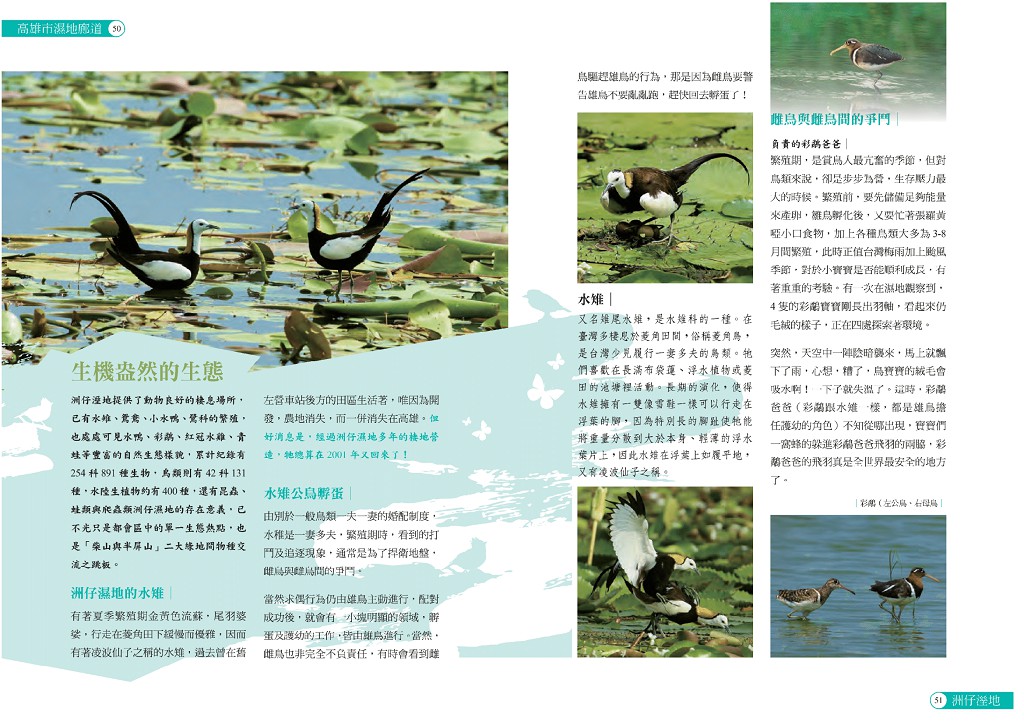 高雄市濕地廊道 50
生機盎然的生態
洲仔溼地提供了動物良好的棲息場所，
已有水雉、鴛鴦、小水鴨、鷺科的繁殖，
也處處可見水鴨、彩鷸、紅冠水雞、青
蛙等豐富的自然生態樣貌，累計紀錄有
254 科 891 種生物，鳥類則有 42 科 131
種，水陸生植物約有 400 種，還有昆蟲、
蛙類與爬蟲類洲仔濕地的存在意義，已
不光只是都會區中的單一生態熱點，也
是「柴山與半屏山」二大綠地間物種交
流之跳板。
洲仔濕地的水雉
有著夏季繁殖期金黃色流蘇，尾羽婆
娑，行走在菱角田下緩慢而優雅，因而
有著凌波仙子之稱的水雉，過去曾在舊
左營車站後方的田區生活著，唯因為開
發，農地消失，而一併消失在高雄。但
好消息是，經過洲仔濕地多年的棲地營
造，牠總算在 2001 年又回來了！
水雉公鳥孵蛋
由別於一般鳥類一夫一妻的婚配制度，
水稚是一妻多夫，繁殖期時，看到的打
鬥及追逐現象，通常是為了捍衛地盤，
雌鳥與雌鳥間的爭鬥。
當然求偶行為仍由雄鳥主動進行，配對
成功後，就會有一小塊明顯的領域，孵
蛋及護幼的工作，皆由雄鳥進行。當然，
雌鳥也非完全不負責任，有時會看到雌
鳥驅趕雄鳥的行為，那是因為雌鳥要警
告雄鳥不要亂亂跑，趕快回去孵蛋了！
水雉
又名雉尾水雉，是水雉科的一種。在
臺灣多棲息於菱角田間，俗稱菱角鳥，
是台灣少見履行一妻多夫的鳥類。牠
們喜歡在長滿布袋蓮、浮水植物或菱
田的池塘裡活動。長期的演化，使得
水雉擁有一雙像雪鞋一樣可以行走在
浮葉的腳，因為特別長的腳趾使牠能
將重量分散到大於本身、輕薄的浮水
葉片上，因此水雉在浮葉上如履平地，
又有凌波仙子之稱。
雌鳥與雌鳥間的爭鬥
負責的彩鷸爸爸
繁殖期，是賞鳥人最亢奮的季節，但對
鳥類來說，卻是步步為營，生存壓力最
大的時候。繁殖前，要先儲備足夠能量
來產卵，雛鳥孵化後，又要忙著張羅黃
啞小口食物，加上各種鳥類大多為 3-8
月間繁殖，此時正值台灣梅雨加上颱風
季節，對於小寶寶是否能順利成長，有
著重重的考驗。有一次在濕地觀察到，
4 隻的彩鷸寶寶剛長出羽軸，看起來仍
毛絨的樣子，正在四處探索著環境。
突然，天空中一陣陰暗襲來，馬上就飄
下了雨，心想，糟了，鳥寶寶的絨毛會
吸水啊！一下子就失溫了。這時，彩鷸
爸爸（彩鷸跟水雉一樣，都是雄鳥擔
任護幼的角色）不知從哪出現，寶寶們
一窩蜂的躲進彩鷸爸爸飛羽的兩脇，彩
鷸爸爸的飛羽真是全世界最安全的地方
了。
彩鷸（左公鳥，右母鳥）
51 洲仔溼地